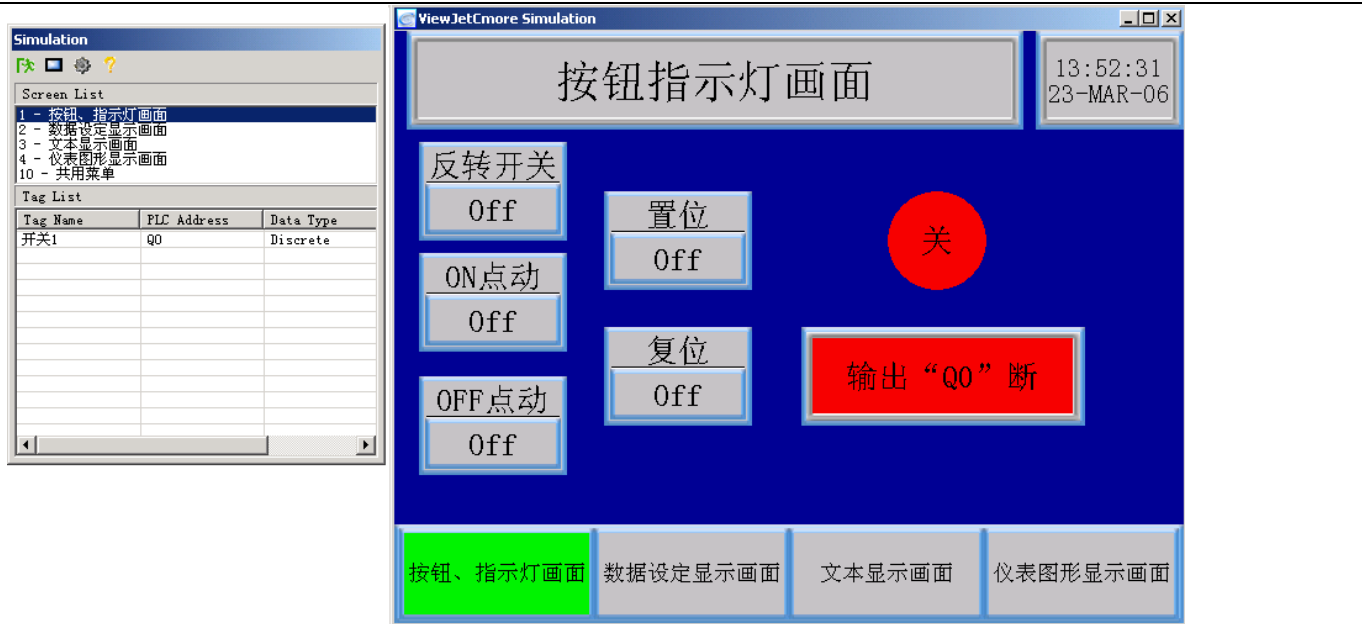 Simulation
Screen List
1 - 按钮、指示灯画面
2 - 数据设定显示画面
3 - 文本显示画面
4 - 仪表图形显示画面
10 - 共用菜单
Tag List
Tag Name PLC Address Data Type
开关1 Q0 Discrete
ViewJetCmore Simulation
按钮指示灯画面
13:52:31
23-MAR-06
反转开关
Off
ON点动
Off
OFF点动
Off
置位
Off
复位
Off
关
输出“Q0”断
按钮、指示灯画面 数据设定显示画面 文本显示画面 仪表图形显示画面